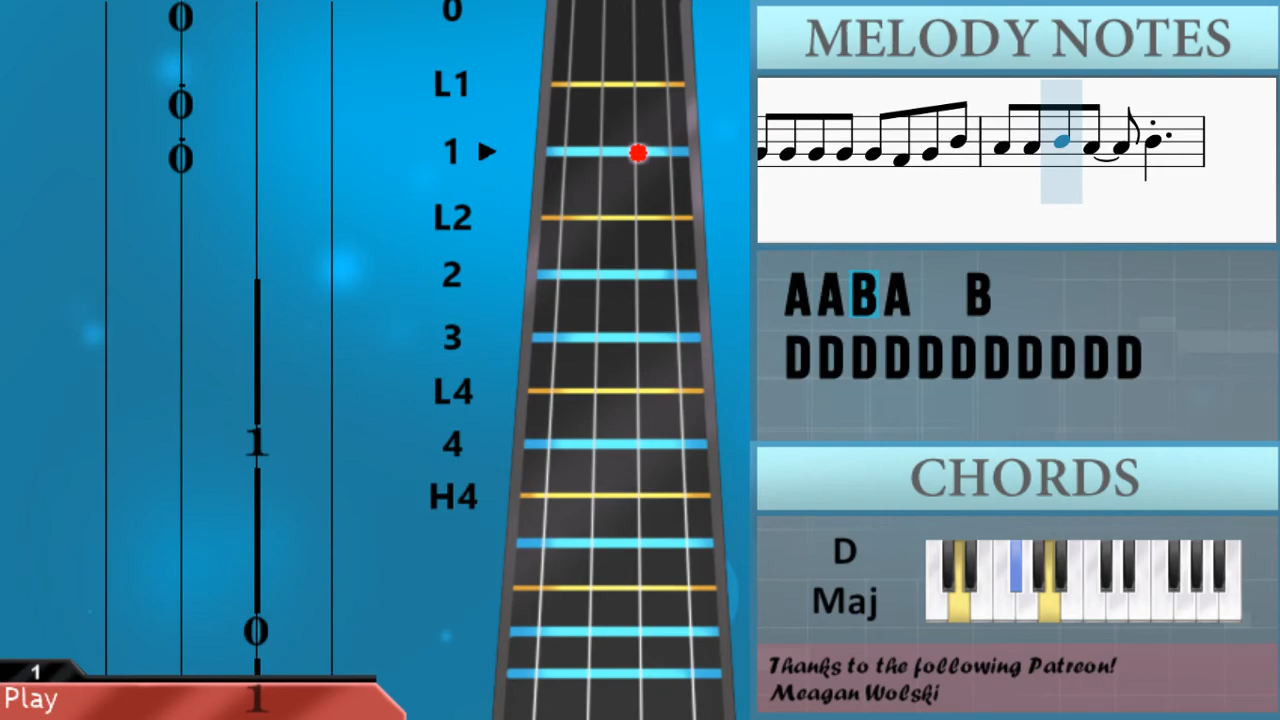 0
0
0
1
0
1
1
Play
0
L1
1
L2
2
3
L4
4
H4
MELODY NOTES
AABA B
DDDDDDDDDDD
CHORDS
D
Maj
Thanks to the following Patreon!
Meagan Wolski